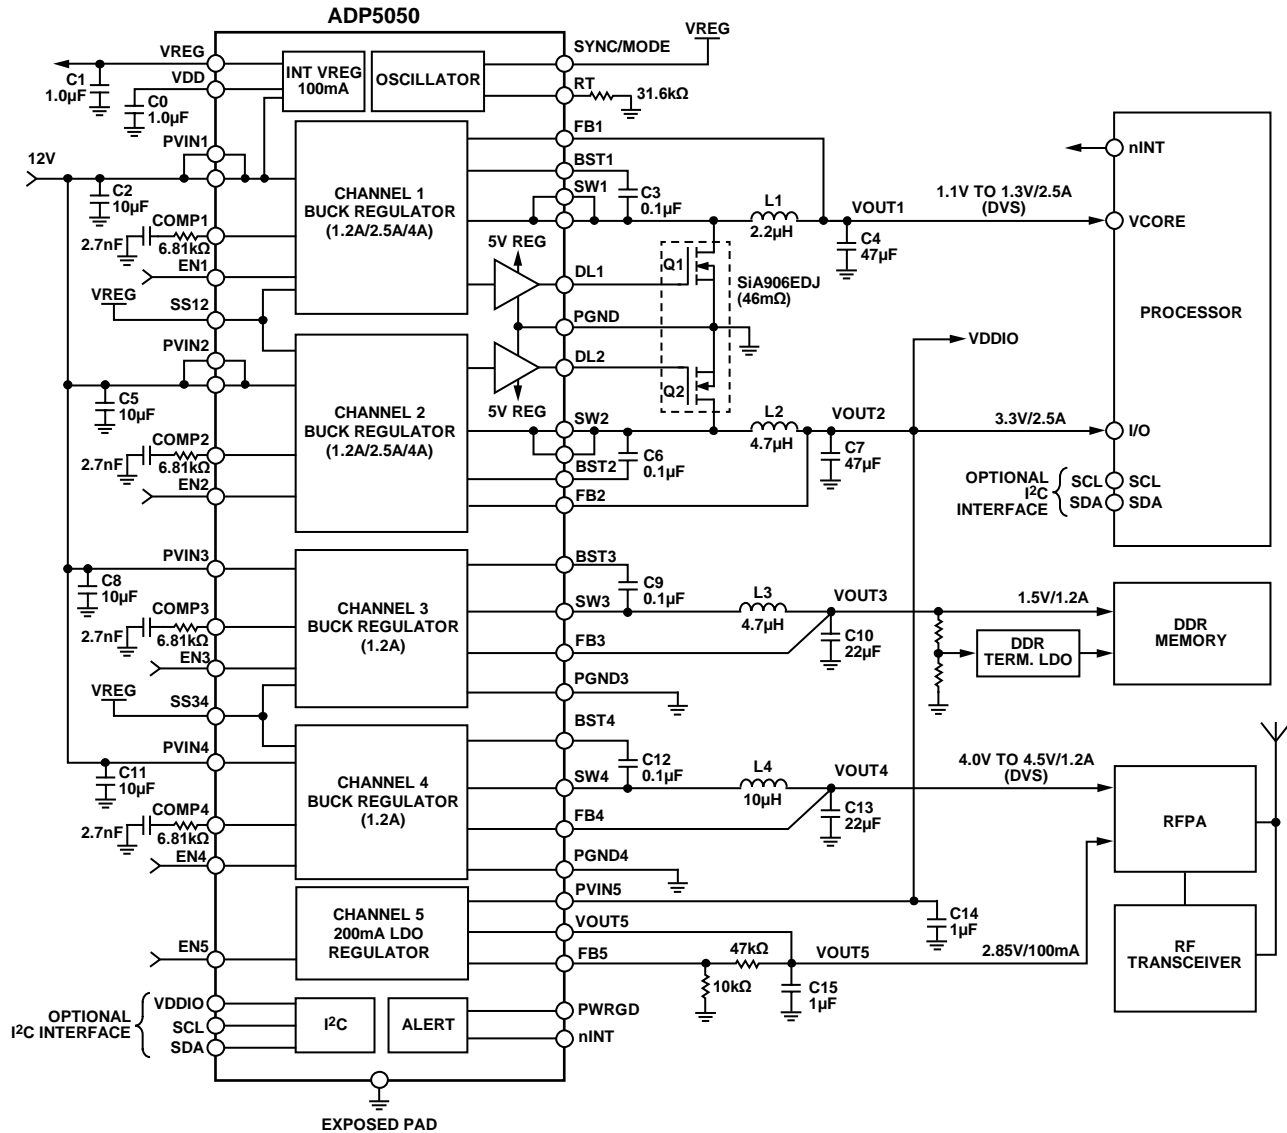 ADP5050
VREG
C1
1.0µF
VDD
C0
1.0µF
INT VREG
100mA
OSCILLATOR
SYNC/MODE
VREG
RT
31.6kΩ
12V
PVIN1
C2
10µF
COMP1
2.7nF
6.81kΩ
EN1
VREG
SS12
CHANNEL 1
BUCK REGULATOR
(1.2A/2.5A/4A)
FB1
BST1
SW1
C3
0.1µF
L1
2.2µH
VOUT1
C4
47µF
1.1V TO 1.3V/2.5A
(DVS)
nINT
VCORE
PROCESSOR
5V REG
DL1
Q1
SiA906EDJ
(46mΩ)
PGND
DL2
Q2
5V REG
VDDIO
PVIN2
C5
10µF
COMP2
2.7nF
6.81kΩ
EN2
CHANNEL 2
BUCK REGULATOR
(1.2A/2.5A/4A)
SW2
BST2
C6
0.1µF
FB2
L2
4.7µH
VOUT2
C7
47µF
3.3V/2.5A
I/O
OPTIONAL
I2C
INTERFACE
SCL
SCL
SDA
SDA
PVIN3
C8
10µF
COMP3
2.7nF
6.81kΩ
EN3
VREG
SS34
CHANNEL 3
BUCK REGULATOR
(1.2A)
BST3
C9
0.1µF
SW3
FB3
PGND3
L3
4.7µH
VOUT3
C10
22µF
1.5V/1.2A
DDR
TERM. LDO
DDR
MEMORY
PVIN4
C11
10µF
COMP4
2.7nF
6.81kΩ
EN4
CHANNEL 4
BUCK REGULATOR
(1.2A)
BST4
C12
0.1µF
SW4
FB4
PGND4
L4
10µH
VOUT4
C13
22µF
4.0V TO 4.5V/1.2A
(DVS)
RFPA
EN5
CHANNEL 5
200mA LDO
REGULATOR
PVIN5
VOUT5
FB5
47kΩ
10kΩ
VOUT5
C15
1µF
C14
1µF
2.85V/100mA
RF
TRANSCEIVER
OPTIONAL
I2C INTERFACE
VDDIO
SCL
SDA
I2C
ALERT
PWRGD
nINT
EXPOSED PAD